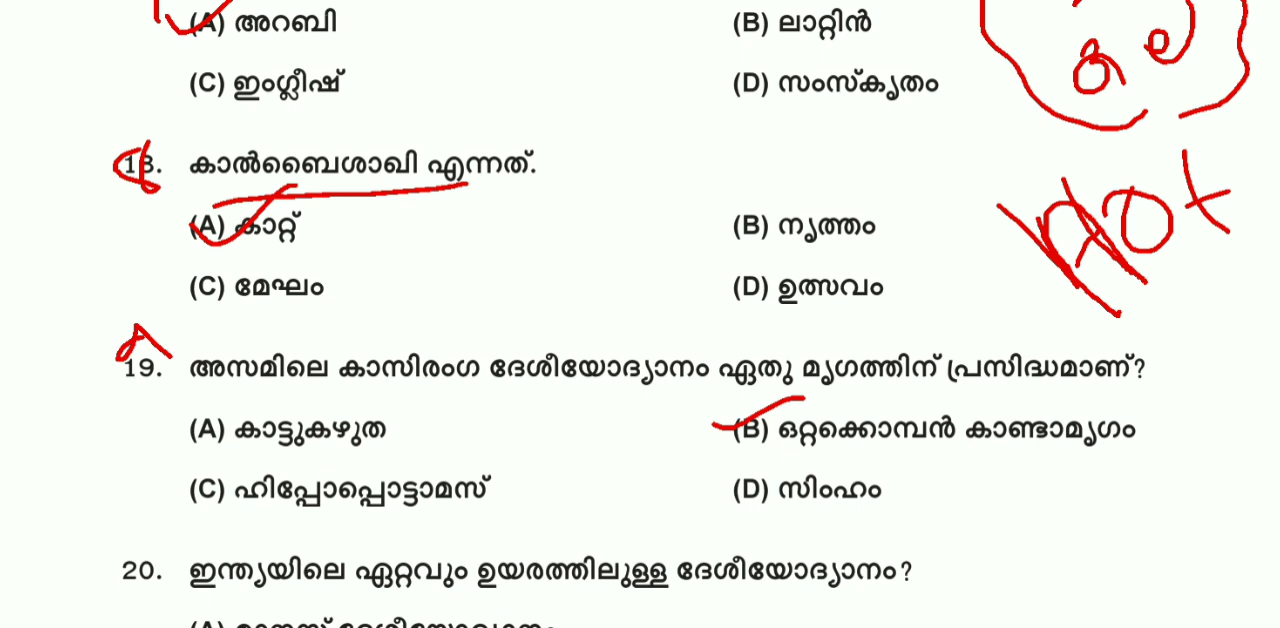 (A) അറബി (B) ലാറ്റിൻ
(C) ഇംഗ്ലീഷ് (D) സംസ്കൃതം
18. കാൽബൈശാഖി എന്നത്.
(A) കാറ്റ് (B) നൃത്തം
(C) മേഘം (D) ഉത്സവം
19. അസമിലെ കാസിരംഗ ദേശീയോദ്യാനം ഏതു മൃഗത്തിന് പ്രസിദ്ധമാണ്?
(A) കാട്ടുകഴുത (B) ഒറ്റക്കൊമ്പൻ കാണ്ടാമൃഗം
(C) ഹിപ്പോപ്പൊട്ടാമസ് (D) സിംഹം
20. ഇന്ത്യയിലെ ഏറ്റവും ഉയരത്തിലുള്ള ദേശീയോദ്യാനം?